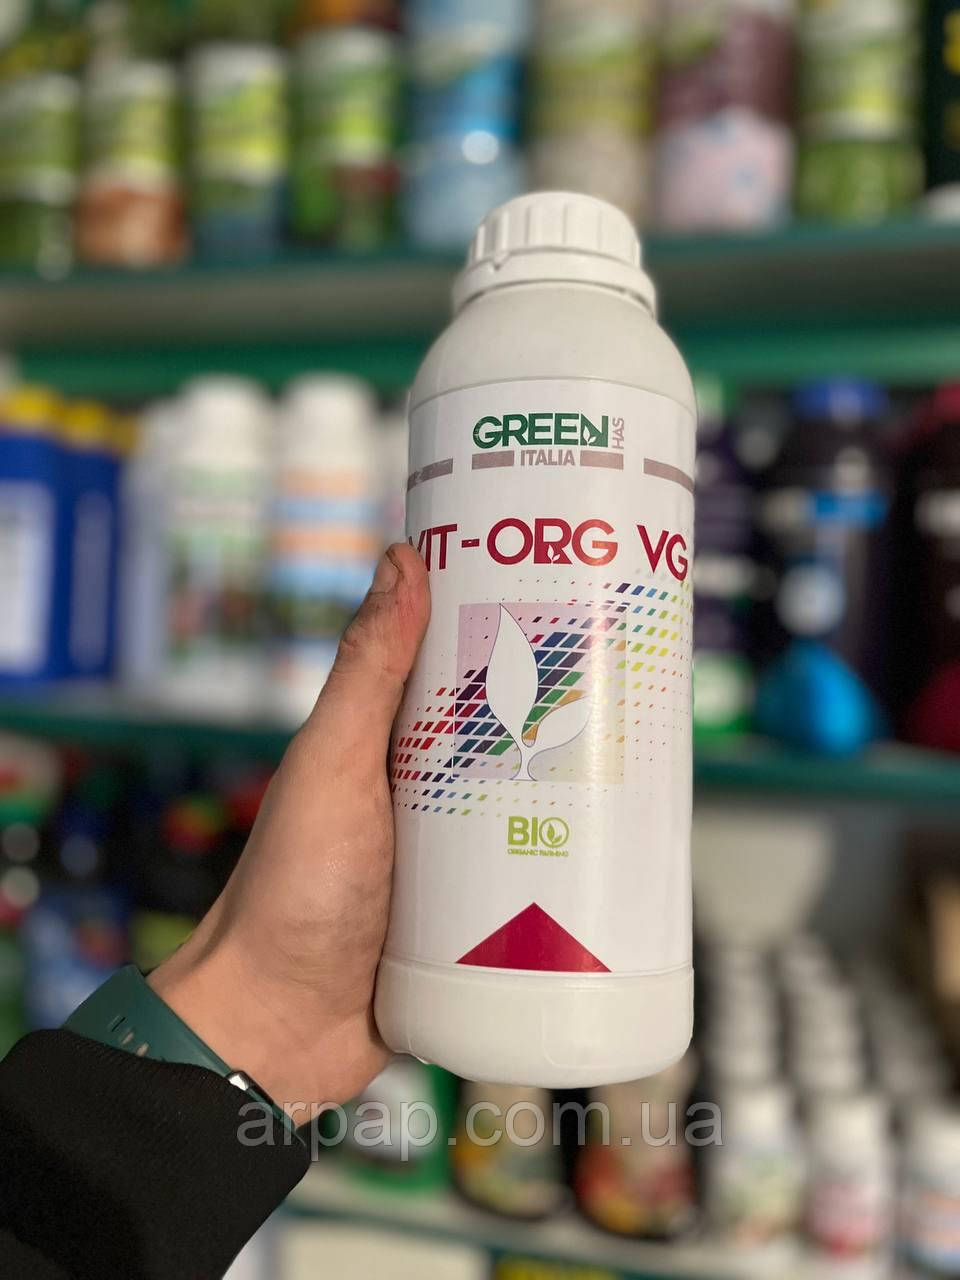 GREEN HAS
ITALIA
VIT-ORG VG
BIO
ORGANIC FARMING
arpap.com.ua